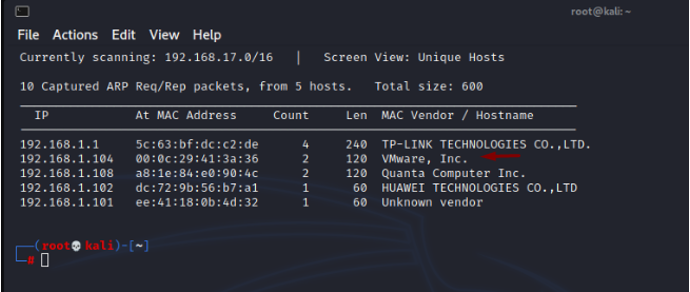 root@kali: ~
File Actions Edit View Help
Currently scanning: 192.168.17.0/16 | Screen View: Unique Hosts
10 Captured ARP Req/Rep packets, from 5 hosts. Total size: 600
IP At MAC Address Count Len MAC Vendor / Hostname
192.168.1.1 5c:63:bf:dc:c2:de 4 240 TP-LINK TECHNOLOGIES CO.,LTD.
192.168.1.104 00:0c:29:41:3a:36 2 120 VMware, Inc.
192.168.1.108 a8:1e:84:e0:90:4c 2 120 Quanta Computer Inc.
192.168.1.102 dc:72:9b:56:b7:a1 1 60 HUAWEI TECHNOLOGIES CO.,LTD
192.168.1.101 ee:41:18:0b:4d:32 1 60 Unknown vendor
(root💀kali)-[~]
#